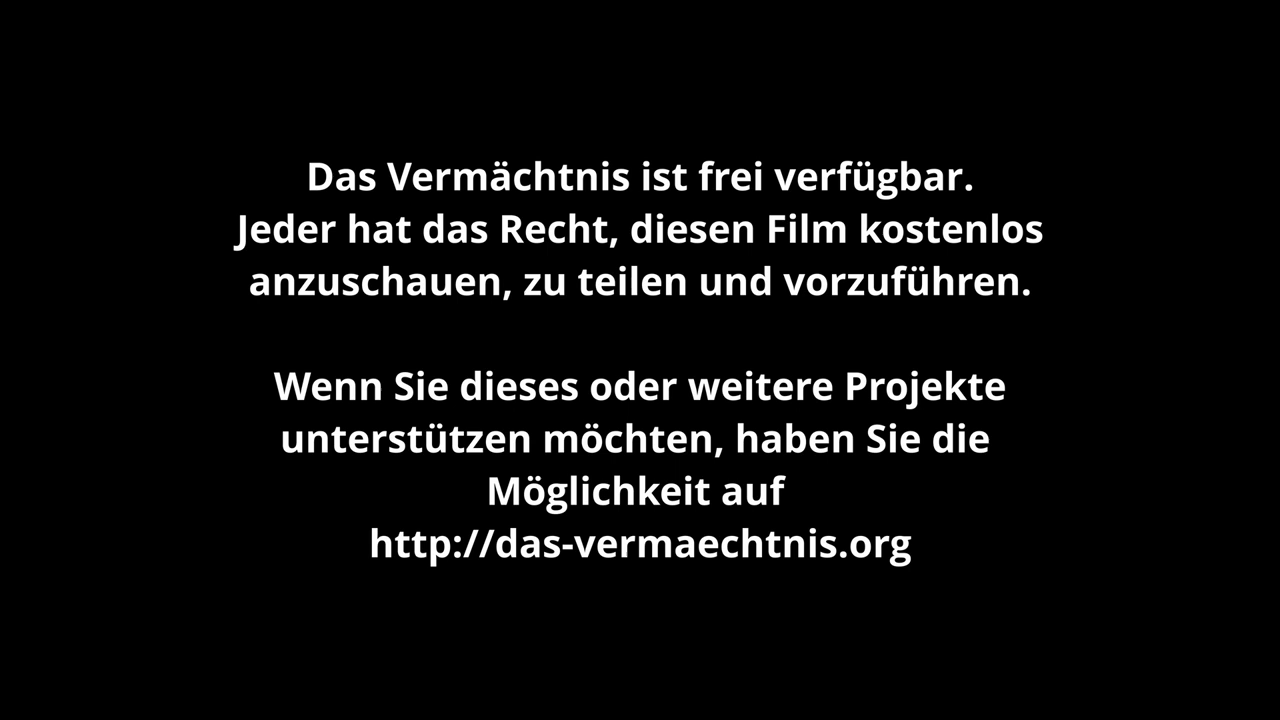 Das Vermächtnis ist frei verfügbar.
Jeder hat das Recht, diesen Film kostenlos
anzuschauen, zu teilen und vorzuführen.
Wenn Sie dieses oder weitere Projekte
unterstützen möchten, haben Sie die
Möglichkeit auf
http://das-vermaechtnis.org